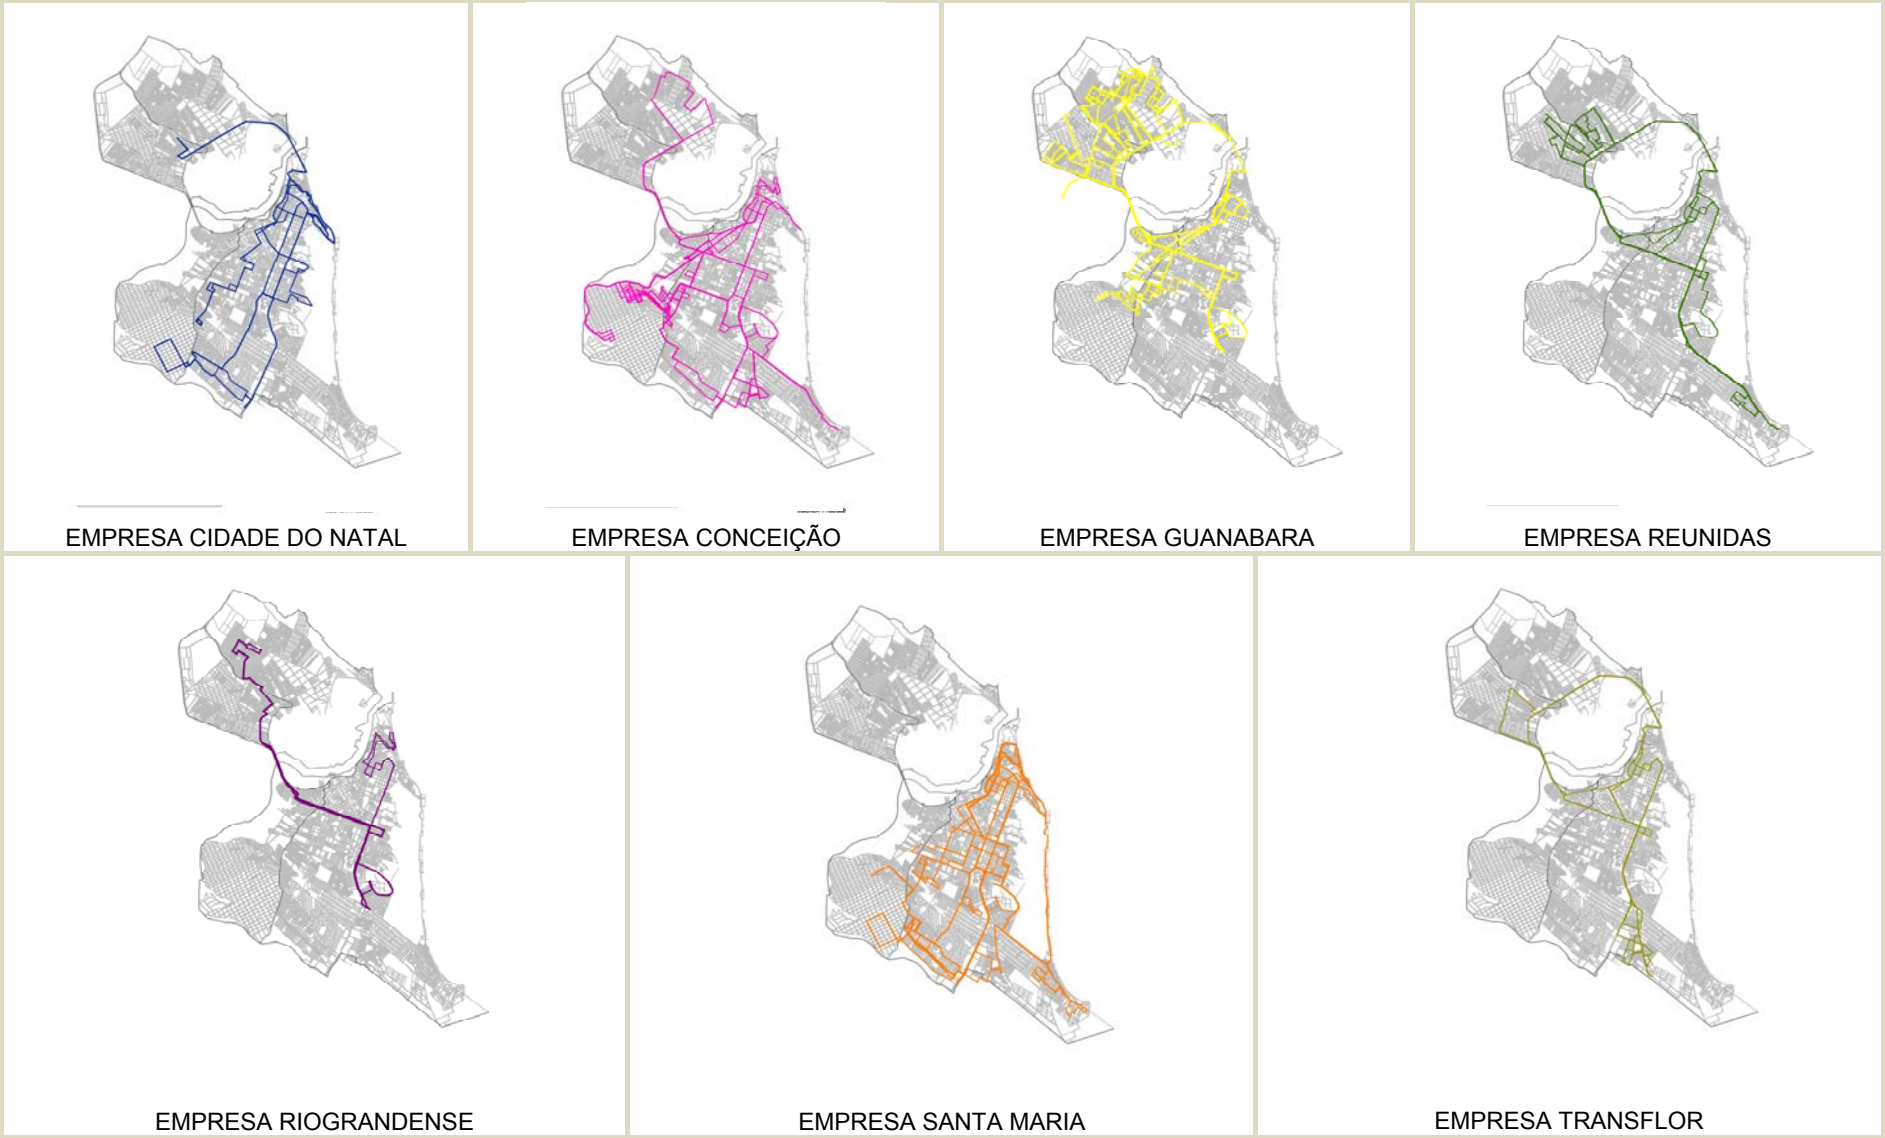 EMPRESA CIDADE DO NATAL
EMPRESA CONCEIÇÃO
EMPRESA GUANABARA
EMPRESA REUNIDAS
EMPRESA RIOGRANDENSE
EMPRESA SANTA MARIA
EMPRESA TRANSFLOR